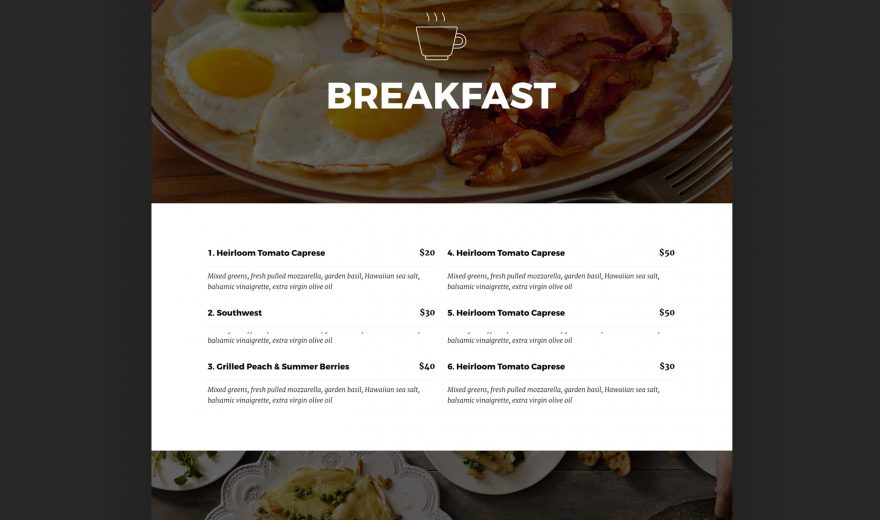 BREAKFAST
1. Heirloom Tomato Caprese $20
Mixed greens, fresh pulled mozzarella, garden basil, Hawaiian sea salt,
balsamic vinaigrette, extra virgin olive oil
2. Southwest $30
balsamic vinaigrette, extra virgin olive oil
3. Grilled Peach & Summer Berries $40
Mixed greens, fresh pulled mozzarella, garden basil, Hawaiian sea salt,
balsamic vinaigrette, extra virgin olive oil
4. Heirloom Tomato Caprese $50
Mixed greens, fresh pulled mozzarella, garden basil, Hawaiian sea salt,
balsamic vinaigrette, extra virgin olive oil
5. Heirloom Tomato Caprese $50
balsamic vinaigrette, extra virgin olive oil
6. Heirloom Tomato Caprese $30
Mixed greens, fresh pulled mozzarella, garden basil, Hawaiian sea salt,
balsamic vinaigrette, extra virgin olive oil